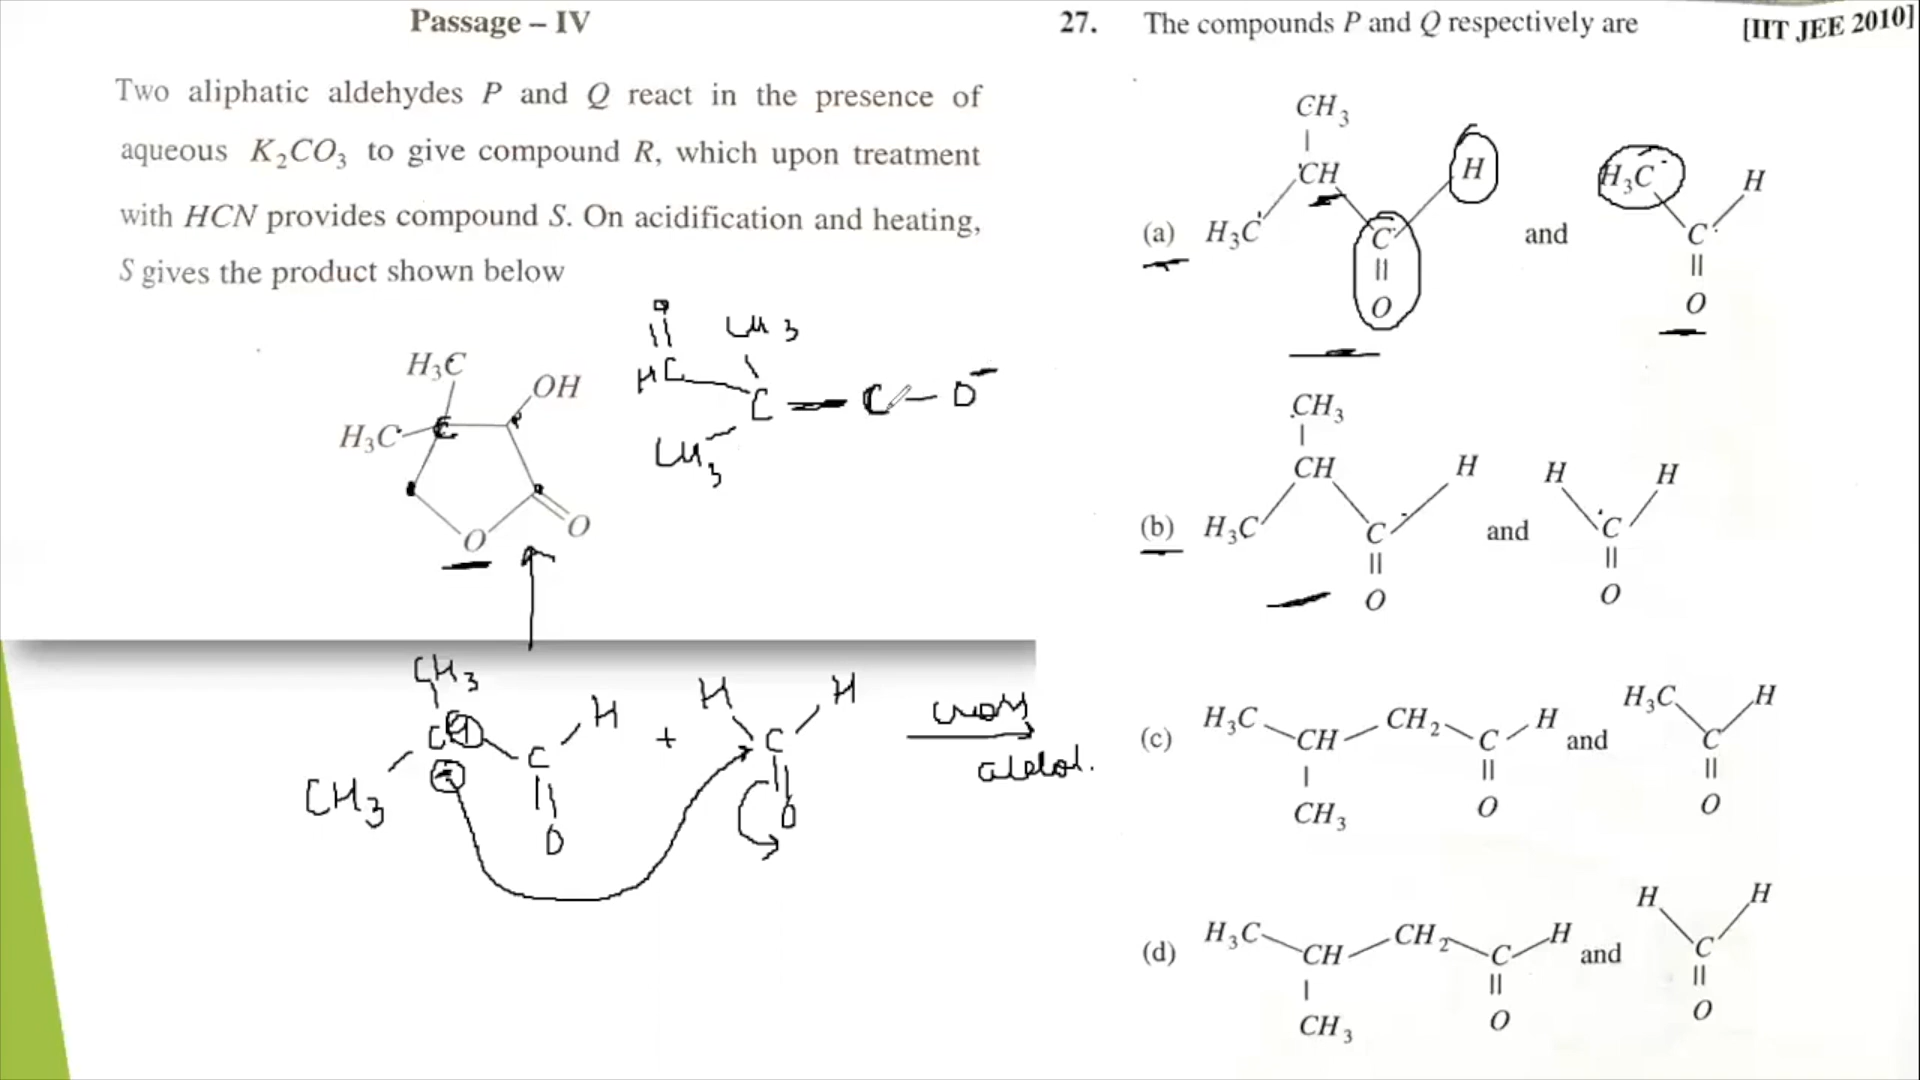 Passage – IV
Two aliphatic aldehydes P and Q react in the presence of
aqueous K₂CO₃ to give compound R, which upon treatment
with HCN provides compound S. On acidification and heating,
S gives the product shown below
H₃C
OH
H₃C
C
O
O
O
CH₃
HC
C – C – O⁻
CH₃
CH₃
C
C
H
O
CH₃
+
H
H
C
O
aldol.
27. The compounds P and Q respectively are [IIT JEE 2010]
(a)
CH₃
CH
H₃C
C
H
O
and
H₃C
H
C
O
(b)
CH₃
CH
H₃C
C
H
O
and
H
H
C
O
(c)
H₃C
CH
CH₃
CH₂
C
H
O
and
H₃C
H
C
O
(d)
H₃C
CH
CH₃
CH₂
C
H
O
and
H
H
C
O